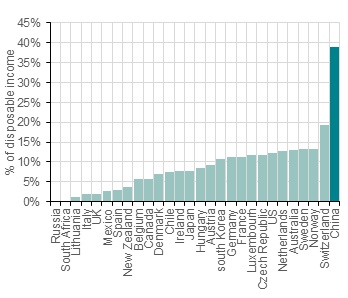 45%
40%
35%
30%
25%
20%
15%
10%
5%
0%
% of disposable income
Russia
South Africa
Lithuania
Italy
UK
Mexico
Spain
New Zealand
Belgium
Canada
Denmark
Chile
Ireland
Japan
Hungary
Austria
south Korea
Germany
France
Luxembourh
Czech Republic
US
Netherlands
Australia
Sweden
Norway
Switzerland
China